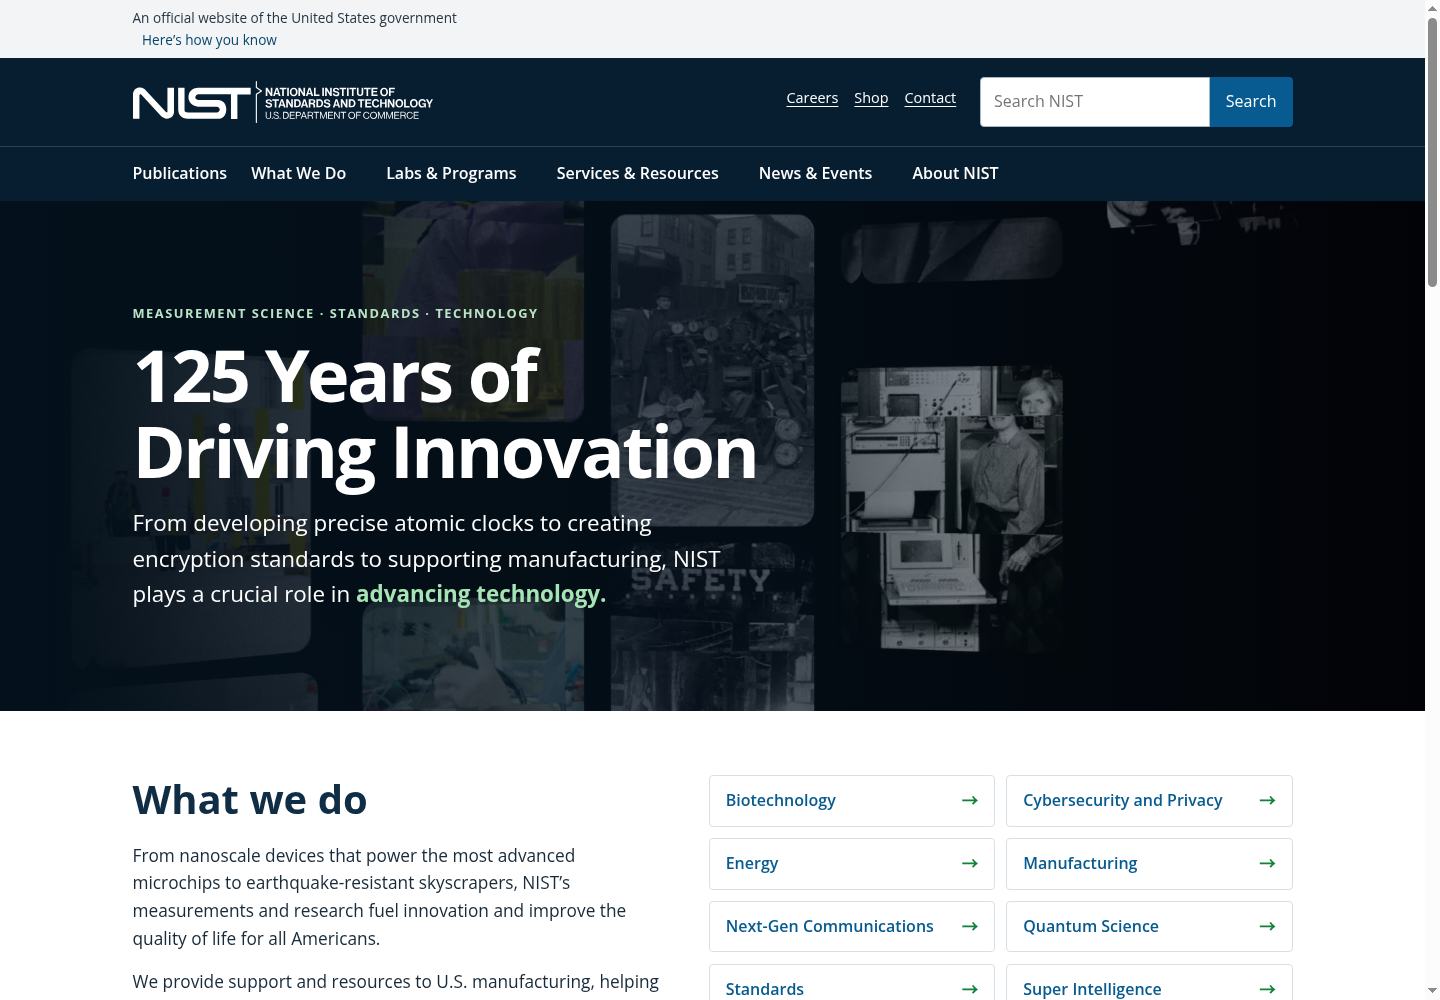 An official website of the United States government
Here’s how you know
NIST
NATIONAL INSTITUTE OF
STANDARDS AND TECHNOLOGY
U.S. DEPARTMENT OF COMMERCE
Careers Shop Contact
Search NIST Search
Publications What We Do Labs & Programs Services & Resources News & Events About NIST
MEASUREMENT SCIENCE · STANDARDS · TECHNOLOGY
125 Years of
Driving Innovation
From developing precise atomic clocks to creating
encryption standards to supporting manufacturing, NIST
plays a crucial role in advancing technology.
SAFETY
What we do
From nanoscale devices that power the most advanced
microchips to earthquake-resistant skyscrapers, NIST’s
measurements and research fuel innovation and improve the
quality of life for all Americans.
We provide support and resources to U.S. manufacturing, helping
Biotechnology → Cybersecurity and Privacy →
Energy → Manufacturing →
Next-Gen Communications → Quantum Science →
Standards → Super Intelligence →